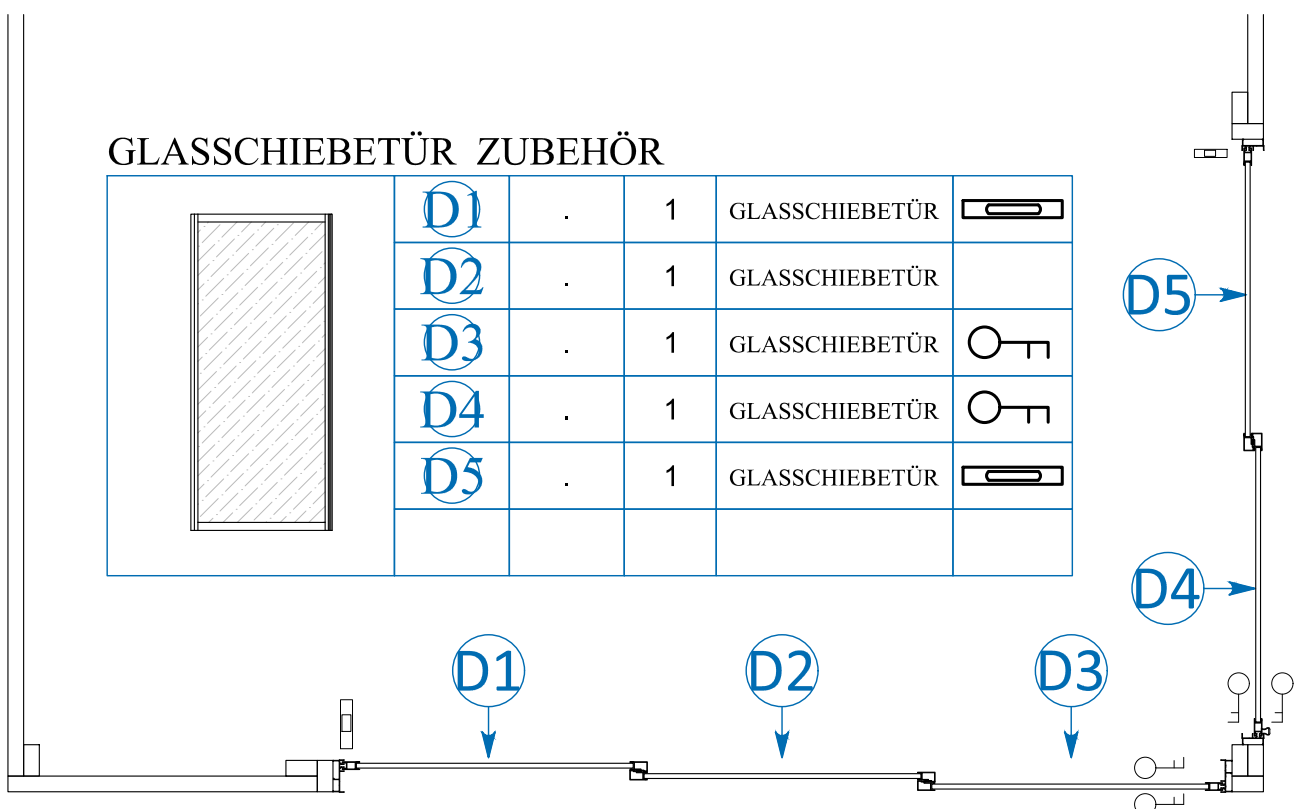 GLASSCHIEBETÜR ZUBEHÖR
D1 . 1 GLASSCHIEBETÜR
D2 . 1 GLASSCHIEBETÜR
D3 . 1 GLASSCHIEBETÜR
D4 . 1 GLASSCHIEBETÜR
D5 . 1 GLASSCHIEBETÜR
D5
D4
D1
D2
D3